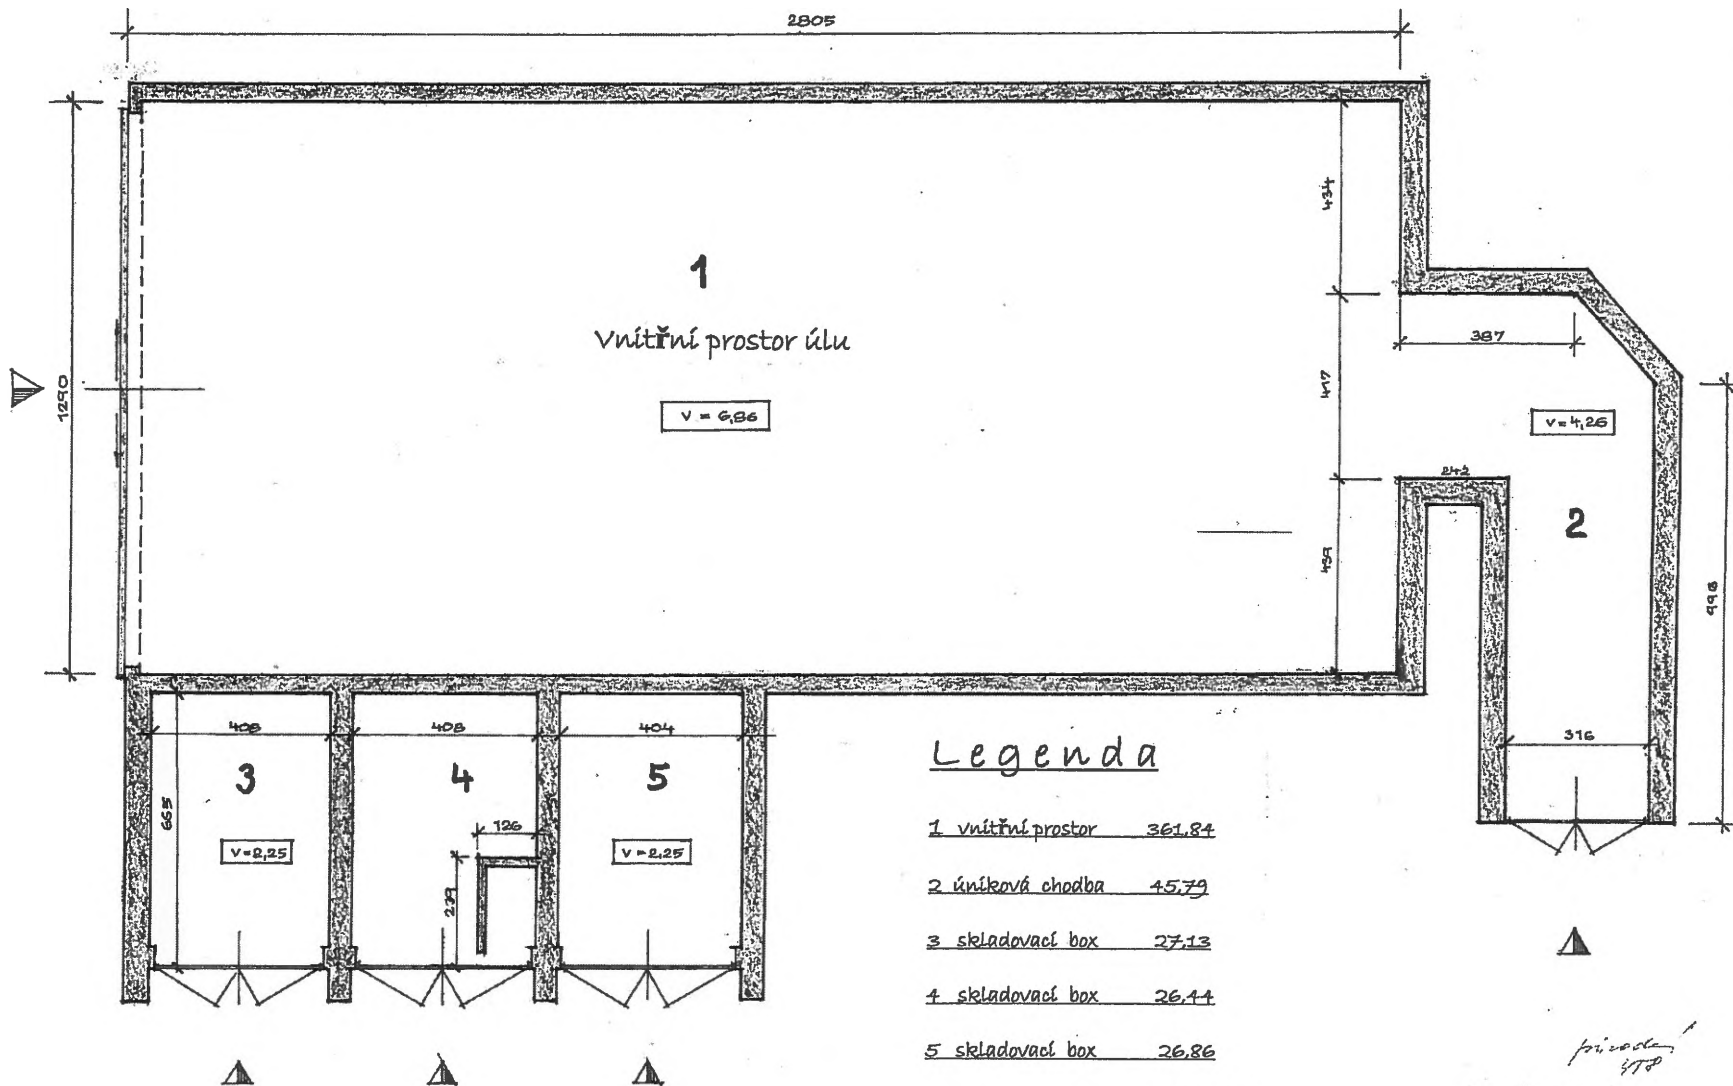 2805
1290
434
417
439
1
Vnitřní prostor úlu
V = 6,86
387
V=4,26
242
2
998
316
408
408
404
3
4
5
665
126
239
V=2,25
V=2,25
Legenda
1 vnitřní prostor 361,84
2 úniková chodba 45,79
3 skladovací box 27,13
4 skladovací box 26,44
5 skladovací box 26,86